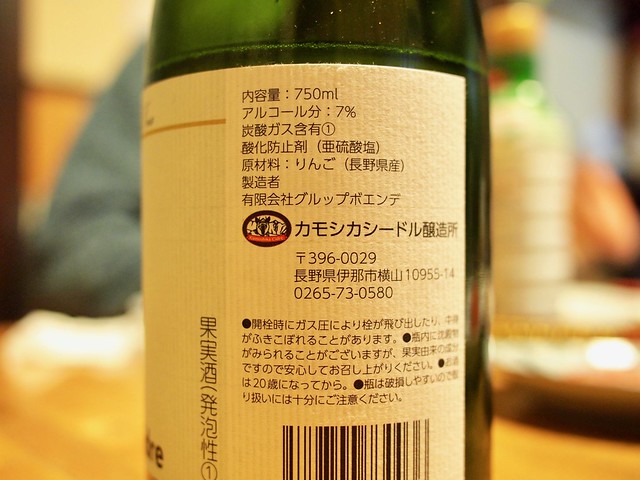 内容量：750ml
アルコール分：7%
炭酸ガス含有①
酸化防止剤（亜硫酸塩）
原材料：りんご（長野県産）
製造者
有限会社グルップボエンデ
カモシカシードル醸造所
〒396-0029
長野県伊那市横山10955-14
0265-73-0580
●開栓時にガス圧により栓が飛び出したり、中身
がふきこぼれることがあります。●瓶内に沈殿物
がみられることがございますが、果実由来の成分
ですので安心してお召し上がりください。●お酒
は20歳になってから。●瓶は破損しやすいので取
り扱いには十分にご注意ください。
果実酒（発泡性①
dre